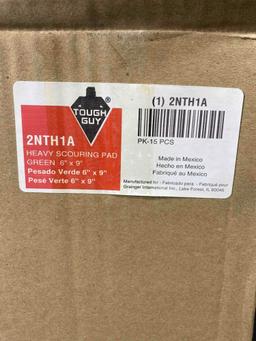 TOUGH
GUY
2NTH1A
HEAVY SCOURING PAD
GREEN 6" x 9"
Pesado Verde 6" x 9"
Pesé Verte 6" x 9"
(1) 2NTH1A
PK-15 PCS
Made in Mexico
Hecho en Mexico
Fabriqué au Mexico
Manufactured for - Fabricado para - Fabriqué pour
Grainger International Inc., Lake Forest, IL 60045